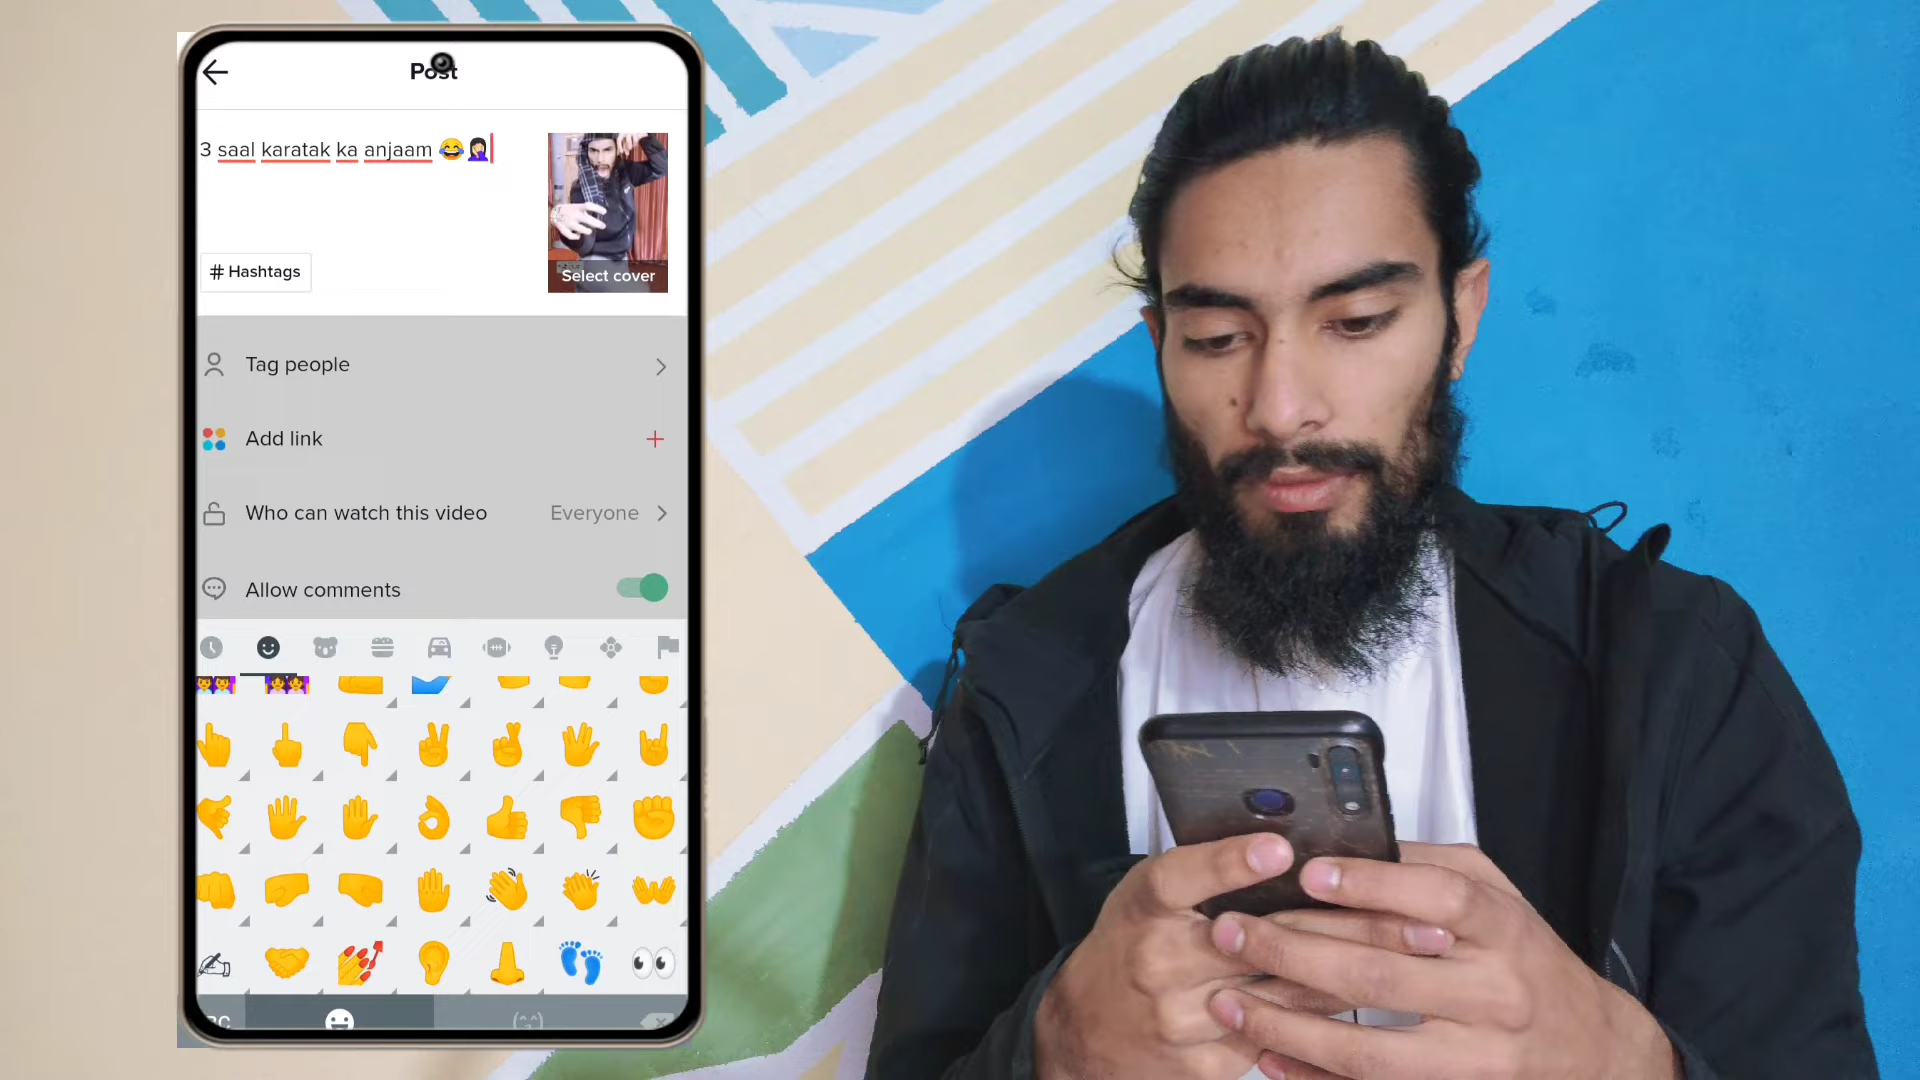 Post
3 saal karatak ka anjaam 😂🤦🏻‍♀️
# Hashtags
Select cover
Tag people
Add link
Who can watch this video Everyone
Allow comments